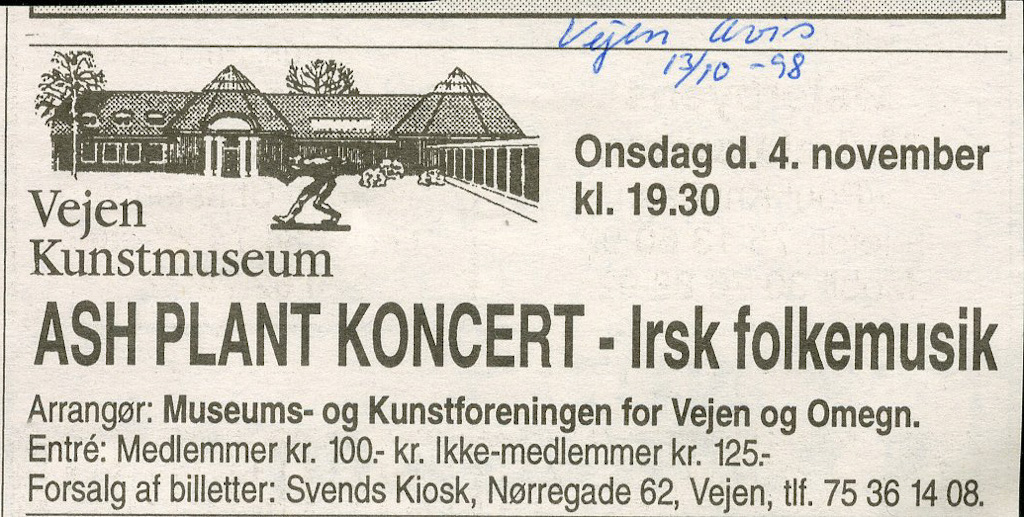 Vejen Avis
13/10 - 98
Onsdag d. 4. november
kl. 19.30
Vejen
Kunstmuseum
ASH PLANT KONCERT - Irsk folkemusik
Arrangør: Museums- og Kunstforeningen for Vejen og Omegn.
Entré: Medlemmer kr. 100.- kr. Ikke-medlemmer kr. 125.-
Forsalg af billetter: Svends Kiosk, Nørregade 62, Vejen, tlf. 75 36 14 08.